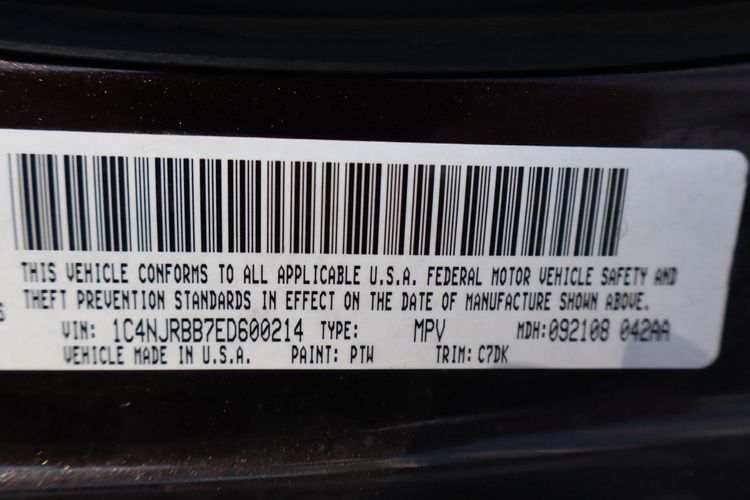 THIS VEHICLE CONFORMS TO ALL APPLICABLE U.S.A. FEDERAL MOTOR VEHICLE SAFETY AND
THEFT PREVENTION STANDARDS IN EFFECT ON THE DATE OF MANUFACTURE SHOWN ABOVE.
VIN: 1C4NJRBB7ED600214 TYPE: MPV MDH: 092108 042AA
VEHICLE MADE IN U.S.A. PAINT: PTW TRIM: C7DK